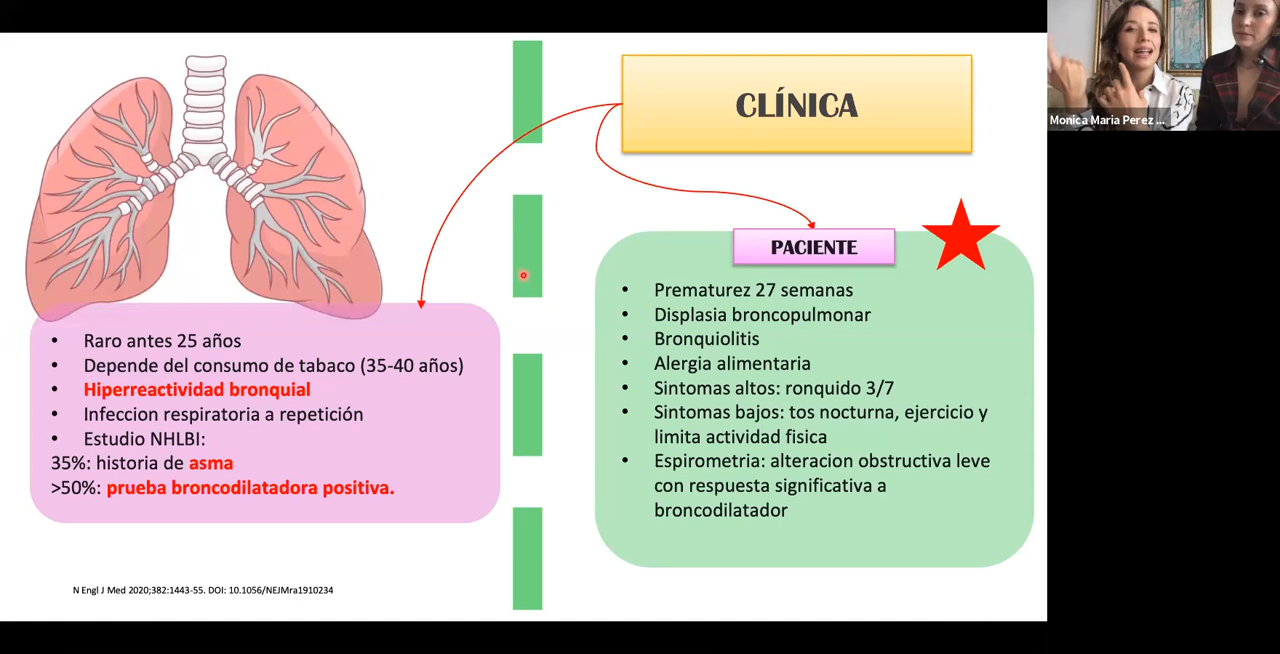 CLÍNICA
Monica Maria Perez ...
PACIENTE
• Raro antes 25 años
• Depende del consumo de tabaco (35-40 años)
• Hiperreactividad bronquial
• Infeccion respiratoria a repetición
• Estudio NHLBI:
35%: historia de asma
>50%: prueba broncodilatadora positiva.
• Prematurez 27 semanas
• Displasia broncopulmonar
• Bronquiolitis
• Alergia alimentaria
• Sintomas altos: ronquido 3/7
• Sintomas bajos: tos nocturna, ejercicio y
limita actividad fisica
• Espirometria: alteracion obstructiva leve
con respuesta significativa a
broncodilatador
N Engl J Med 2020;382:1443-55. DOI: 10.1056/NEJMra1910234